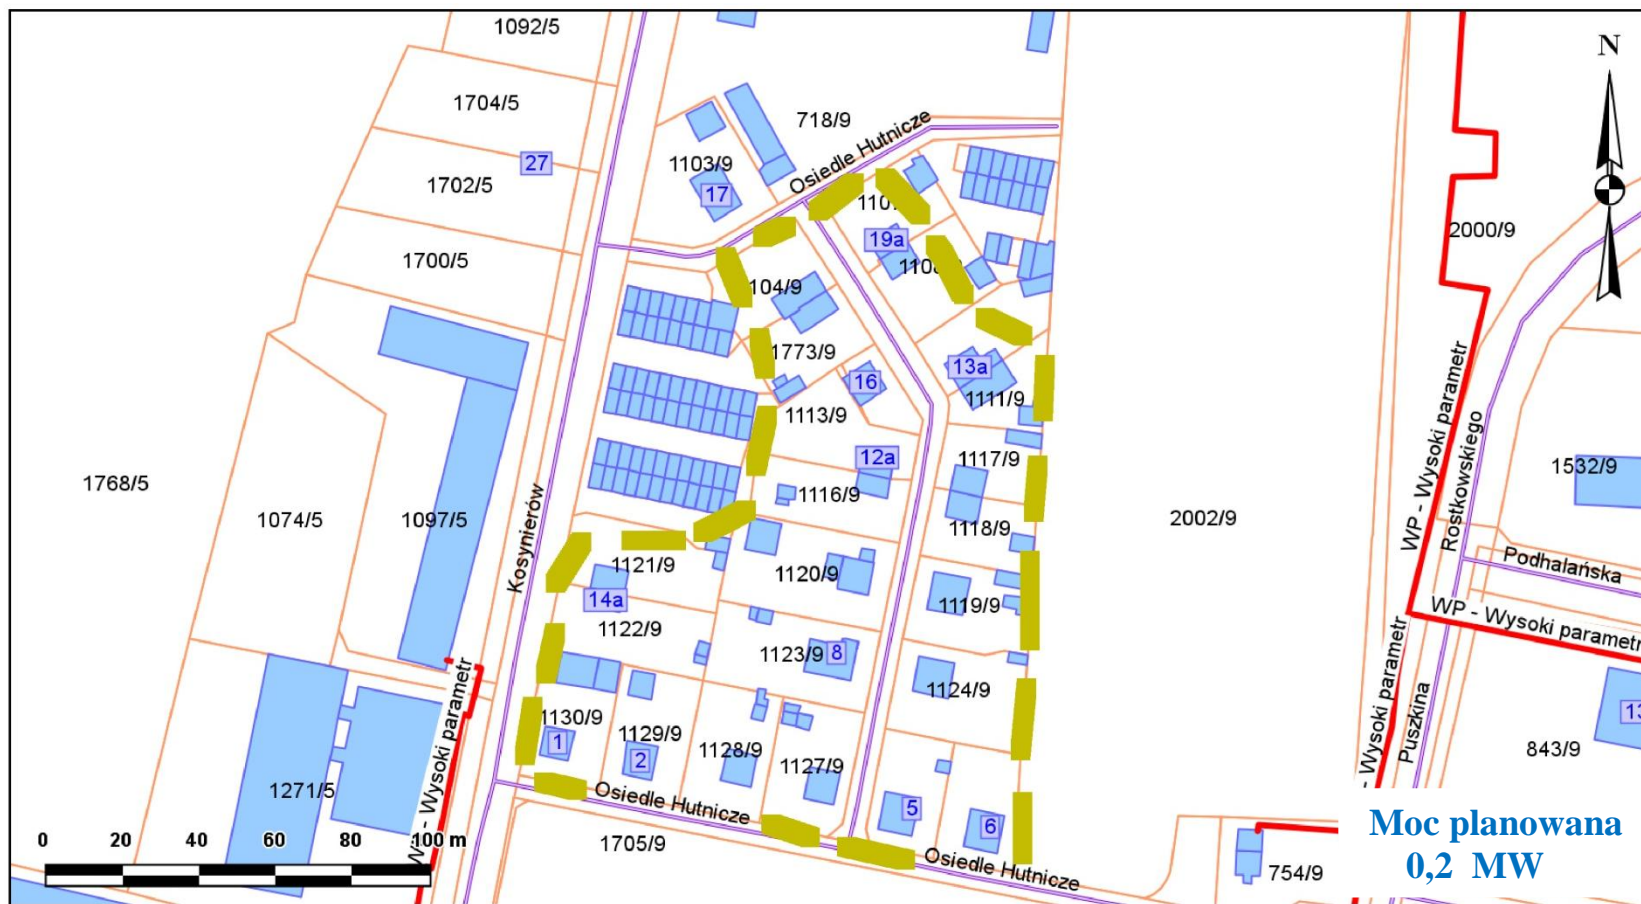 1092/5
N
1704/5
718/9
Osiedle Hutnicze
27
1103/9
1702/5
17
2000/9
19a
1700/5
104/9
1773/9
13a
16
1111/9
1113/9
WP - Wysoki parametr
Rostkowskiego
12a
1117/9
1532/9
1768/5
1116/9
1074/5
1097/5
2002/9
1118/9
Kosynierów
1121/9
1120/9
Podhalańska
14a
1119/9
WP - Wysoki parametr
1122/9
1123/9
8
1124/9
- Wysoki parametr
Puszkina
- Wysoki parametr
1130/9
1
1129/9
2
1128/9
1127/9
13
843/9
1271/5
Osiedle Hutnicze
5
6
Moc planowana
0,2 MW
0 20 40 60 80 100 m
1705/9
Osiedle Hutnicze
754/9